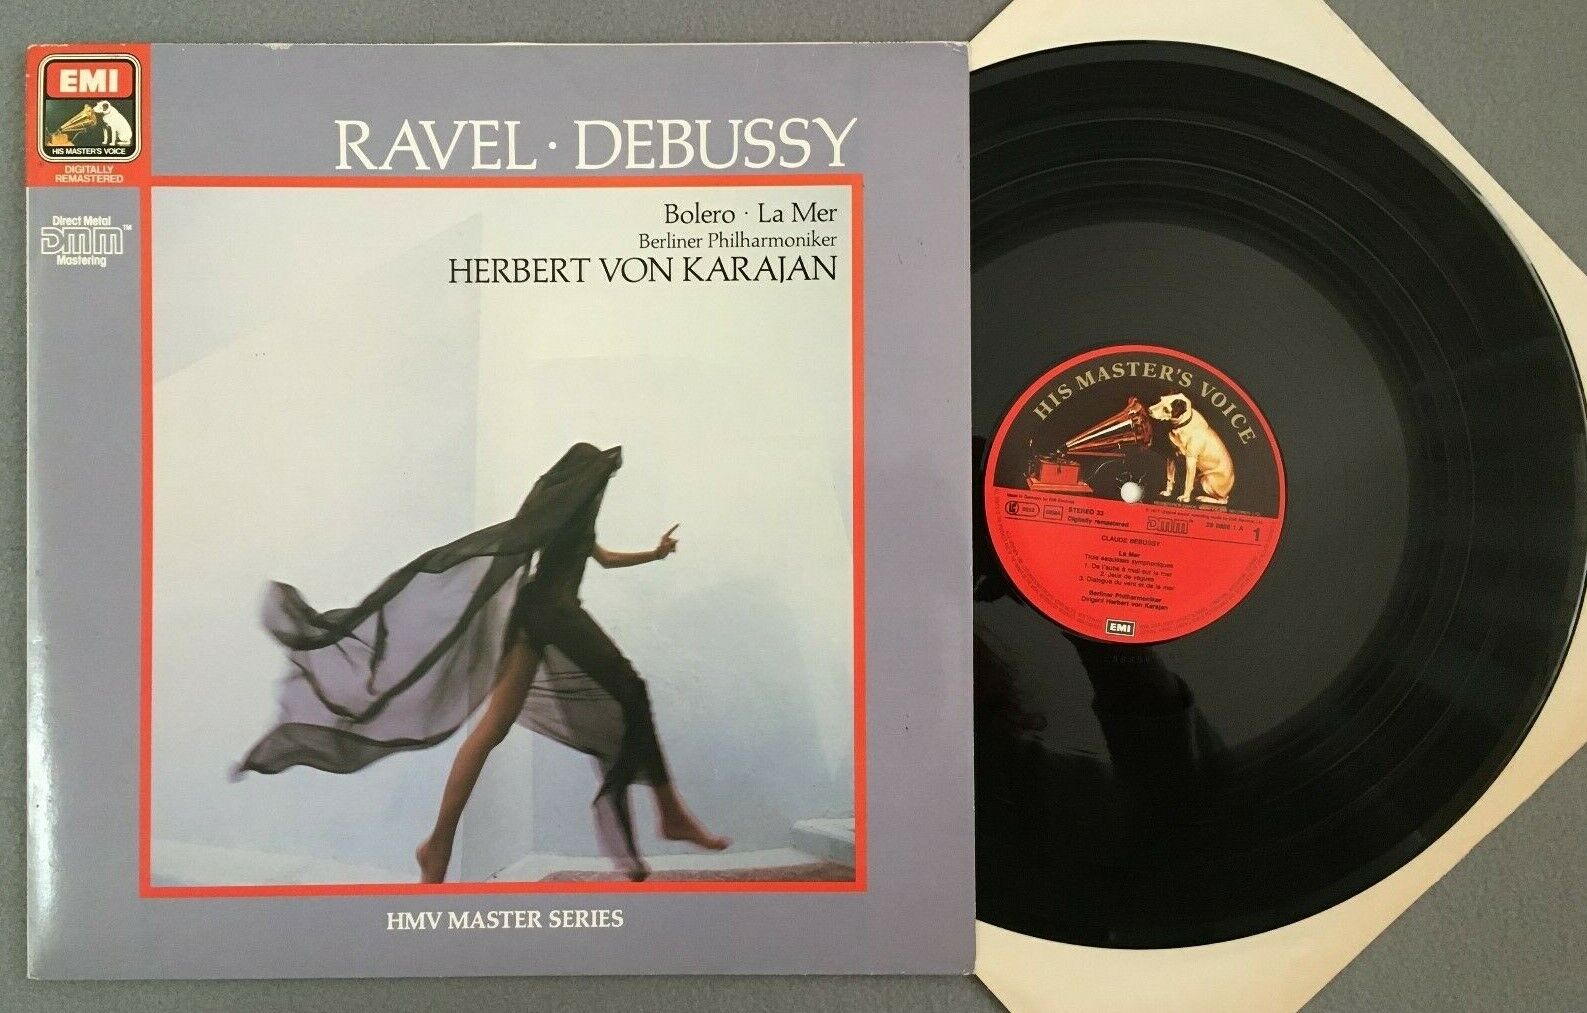 EMI
HIS MASTER'S VOICE
DIGITALLY
REMASTERED
Direct Metal
DMM™
Mastering
RAVEL · DEBUSSY
Bolero · La Mer
Berliner Philharmoniker
HERBERT VON KARAJAN
HMV MASTER SERIES
HIS MASTER'S VOICE
STEREO 33
Digitally remastered
DMM
1
CLAUDE DEBUSSY
La Mer
Trois esquisses symphoniques
1. De l'aube à midi sur la mer
2. Jeux de vagues
3. Dialogue du vent et de la mer
Berliner Philharmoniker
Dirigent Herbert von Karajan
EMI